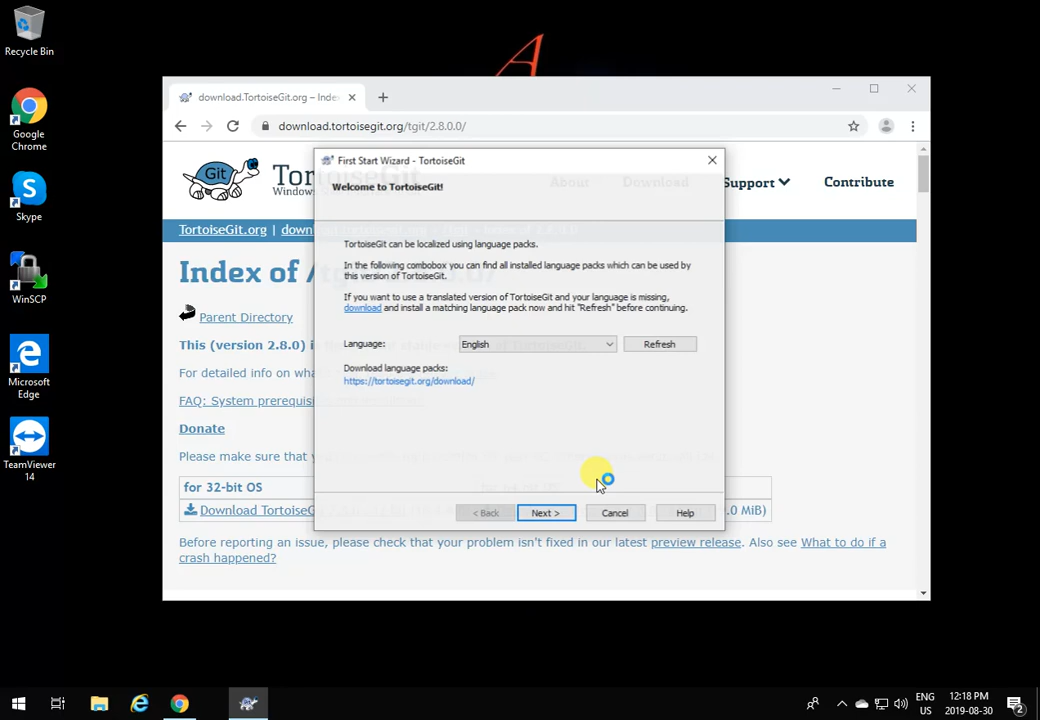 Recycle Bin
Google
Chrome
Skype
WinSCP
Microsoft
Edge
TeamViewer
14
A
download.TortoiseGit.org – Inde
download.tortoisegit.org/tgit/2.8.0.0/
Git
About
Download
Support
Contribute
TortoiseGit.org |
Index of /
Parent Directory
This (version 2.8.0)
For detailed info on
FAQ: System
Donate
Please make sure that
for 32-bit OS
Download
MiB)
Before reporting an issue, please check that your problem isn't fixed in our latest preview release. Also see What to do if a
crash happened?
First Start Wizard - TortoiseGit
Welcome to TortoiseGit!
TortoiseGit can be localized using language packs.
In the following combobox you can find all installed language packs which can be used by
this version of TortoiseGit.
If you want to use a translated version of TortoiseGit and your language is missing,
download and install a matching language pack now and hit "Refresh" before continuing.
Language: English Refresh
Download language packs:
https://tortoisegit.org/download/
< Back Next > Cancel Help
ENG
US
12:18 PM
2019-08-30
2